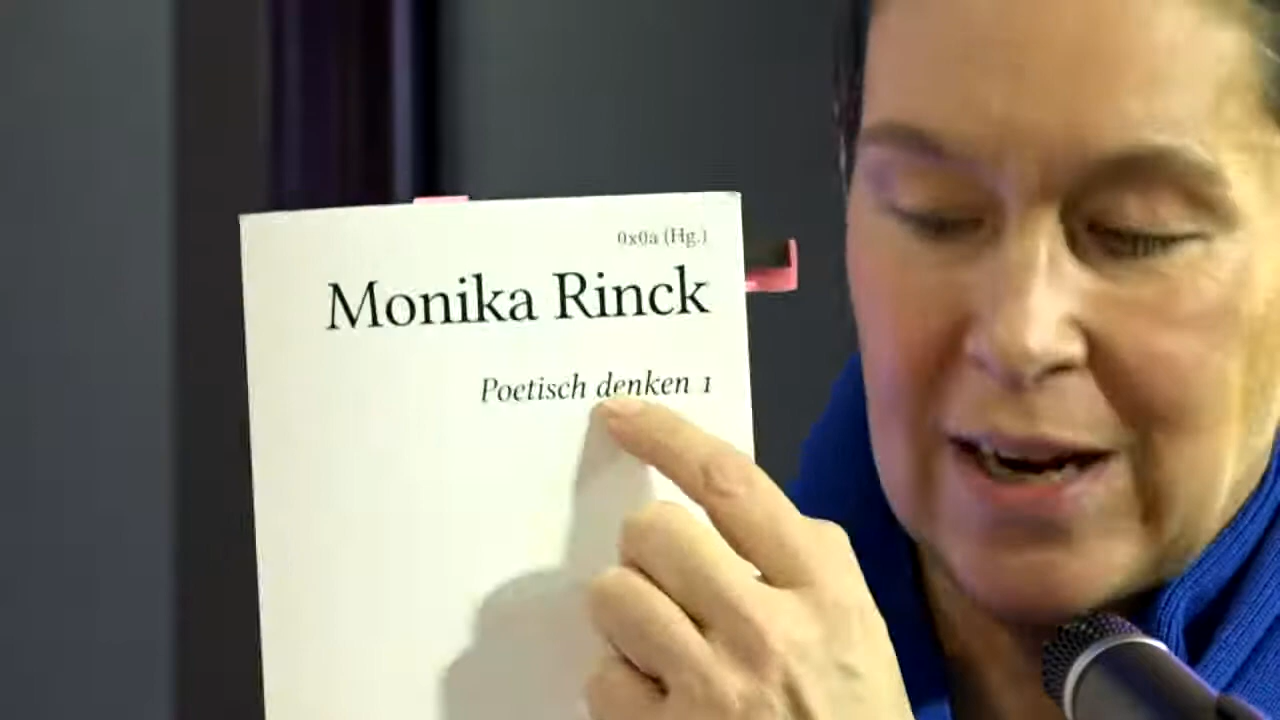 0x0a (Hg.)
Monika Rinck
Poetisch denken 1